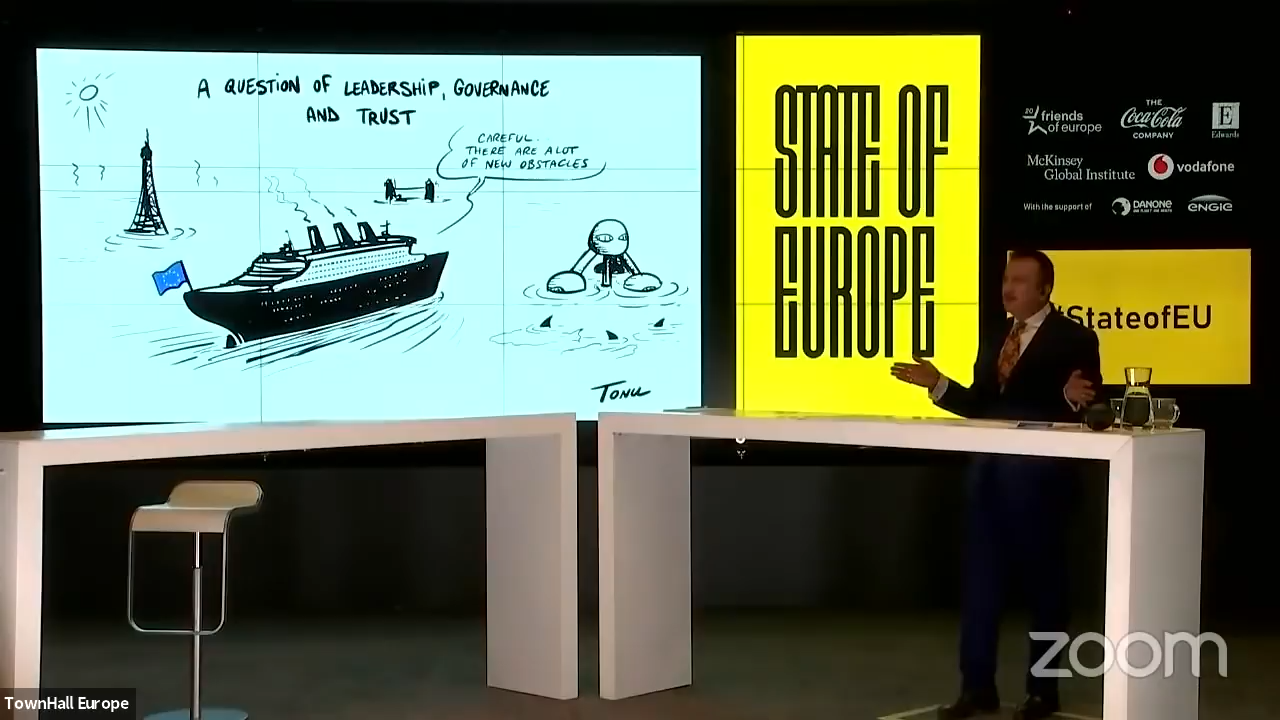 A QUESTION OF LEADERSHIP, GOVERNANCE
AND TRUST
CAREFUL..
THERE ARE A LOT
OF NEW OBSTACLES
TONU
STATE OF
EUROPE
20 friends
of europe
THE
Coca-Cola
COMPANY
E
Edwards
McKinsey
Global Institute
vodafone
With the support of
DANONE
ENGIE
StateofEU
zoom
TownHall Europe